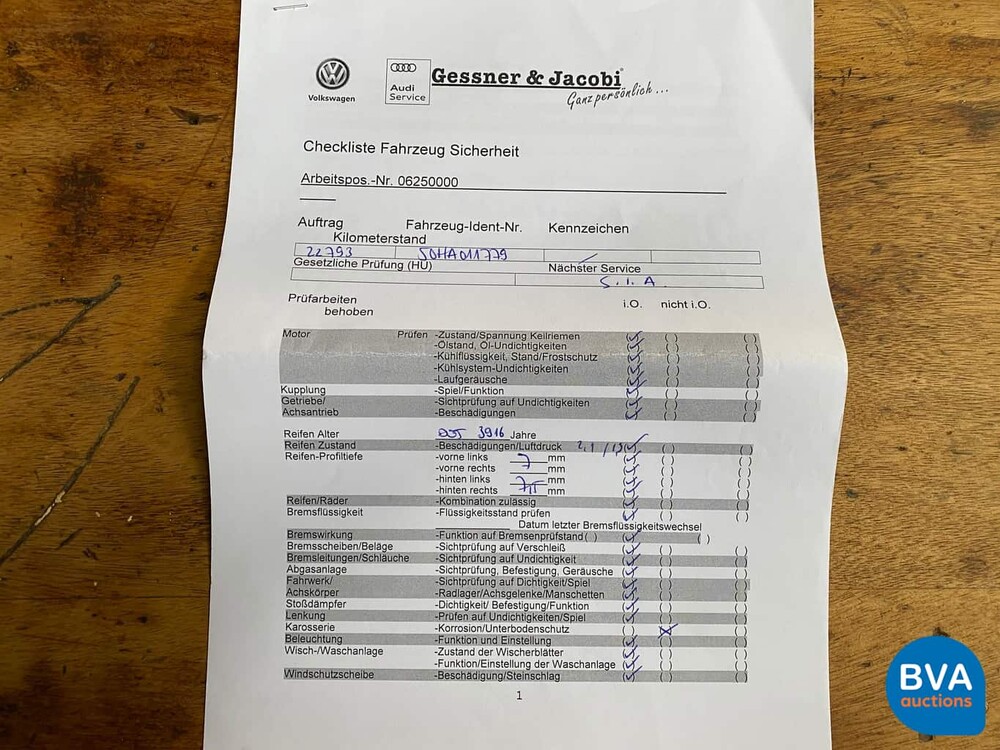 Volkswagen
Audi
Service
Gessner & Jacobi
Ganz persönlich ...
Checkliste Fahrzeug Sicherheit
Arbeitspos.-Nr. 06250000
Auftrag Fahrzeug-Ident-Nr. Kennzeichen
Kilometerstand
22793
Gesetzliche Prüfung (HU) Nächster Service
S. I. A.
Prüfarbeiten i.O. nicht i.O.
behoben
Motor Prüfen -Zustand/Spannung Keilriemen
-Ölstand, Öl-Undichtigkeiten
-Kühlflüssigkeit, Stand/Frostschutz
-Kühlsystem-Undichtigkeiten
-Laufgeräusche
Kupplung -Spiel/Funktion
Getriebe/ -Sichtprüfung auf Undichtigkeiten
Achsantrieb -Beschädigungen
Reifen Alter DOT 3916 Jahre
Reifen Zustand -Beschädigungen/Luftdruck
Reifen-Profiltiefe -vorne links mm
-vorne rechts 7 mm
-hinten links mm
-hinten rechts mm
Reifen/Räder -Kombination zulässig
Bremsflüssigkeit -Flüssigkeitsstand prüfen
Datum letzter Bremsflüssigkeitswechsel
Bremswirkung -Funktion auf Bremsenprüfstand ( ) ( )
Bremsscheiben/Beläge -Sichtprüfung auf Verschleiß
Bremsleitungen/Schläuche -Sichtprüfung auf Undichtigkeit
Abgasanlage -Sichtprüfung, Befestigung, Geräusche
Fahrwerk/ -Sichtprüfung auf Dichtigkeit/Spiel
Achskörper -Radlager/Achsgelenke/Manschetten
Stoßdämpfer -Dichtigkeit/ Befestigung/Funktion
Lenkung -Prüfen auf Undichtigkeiten/Spiel
Karosserie -Korrosion/Unterbodenschutz
Beleuchtung -Funktion und Einstellung
Wisch-/Waschanlage -Zustand der Wischerblätter
-Funktion/Einstellung der Waschanlage
Windschutzscheibe -Beschädigung/Steinschlag
1
BVA
auctions